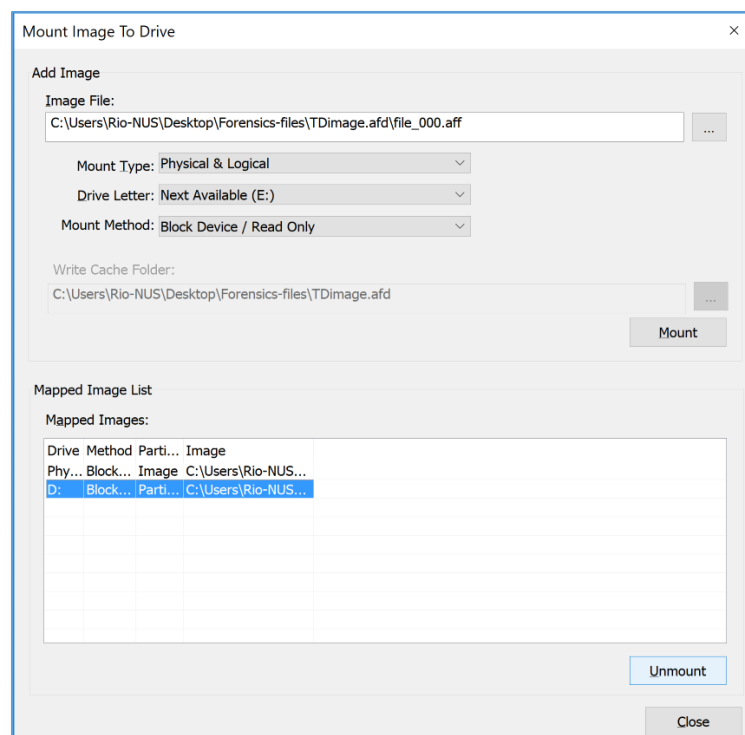 Mount Image To Drive
Add Image
Image File:
C:\Users\Rio-NUS\Desktop\Forensics-files\TDimage.afd\file_000.aff
...
Mount Type: Physical & Logical
Drive Letter: Next Available (E:)
Mount Method: Block Device / Read Only
Write Cache Folder:
C:\Users\Rio-NUS\Desktop\Forensics-files\TDimage.afd
...
Mount
Mapped Image List
Mapped Images:
Drive Method Parti... Image
Phy... Block... Image C:\Users\Rio-NUS...
D: Block... Parti... C:\Users\Rio-NUS...
Unmount
Close